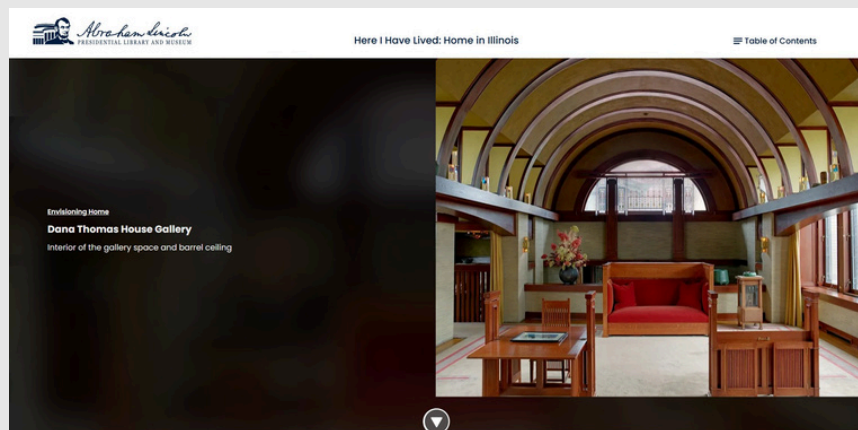 Abraham Lincoln
PRESIDENTIAL LIBRARY AND MUSEUM
Here I Have Lived: Home in Illinois
Table of Contents
Envisioning Home
Dana Thomas House Gallery
Interior of the gallery space and barrel ceiling